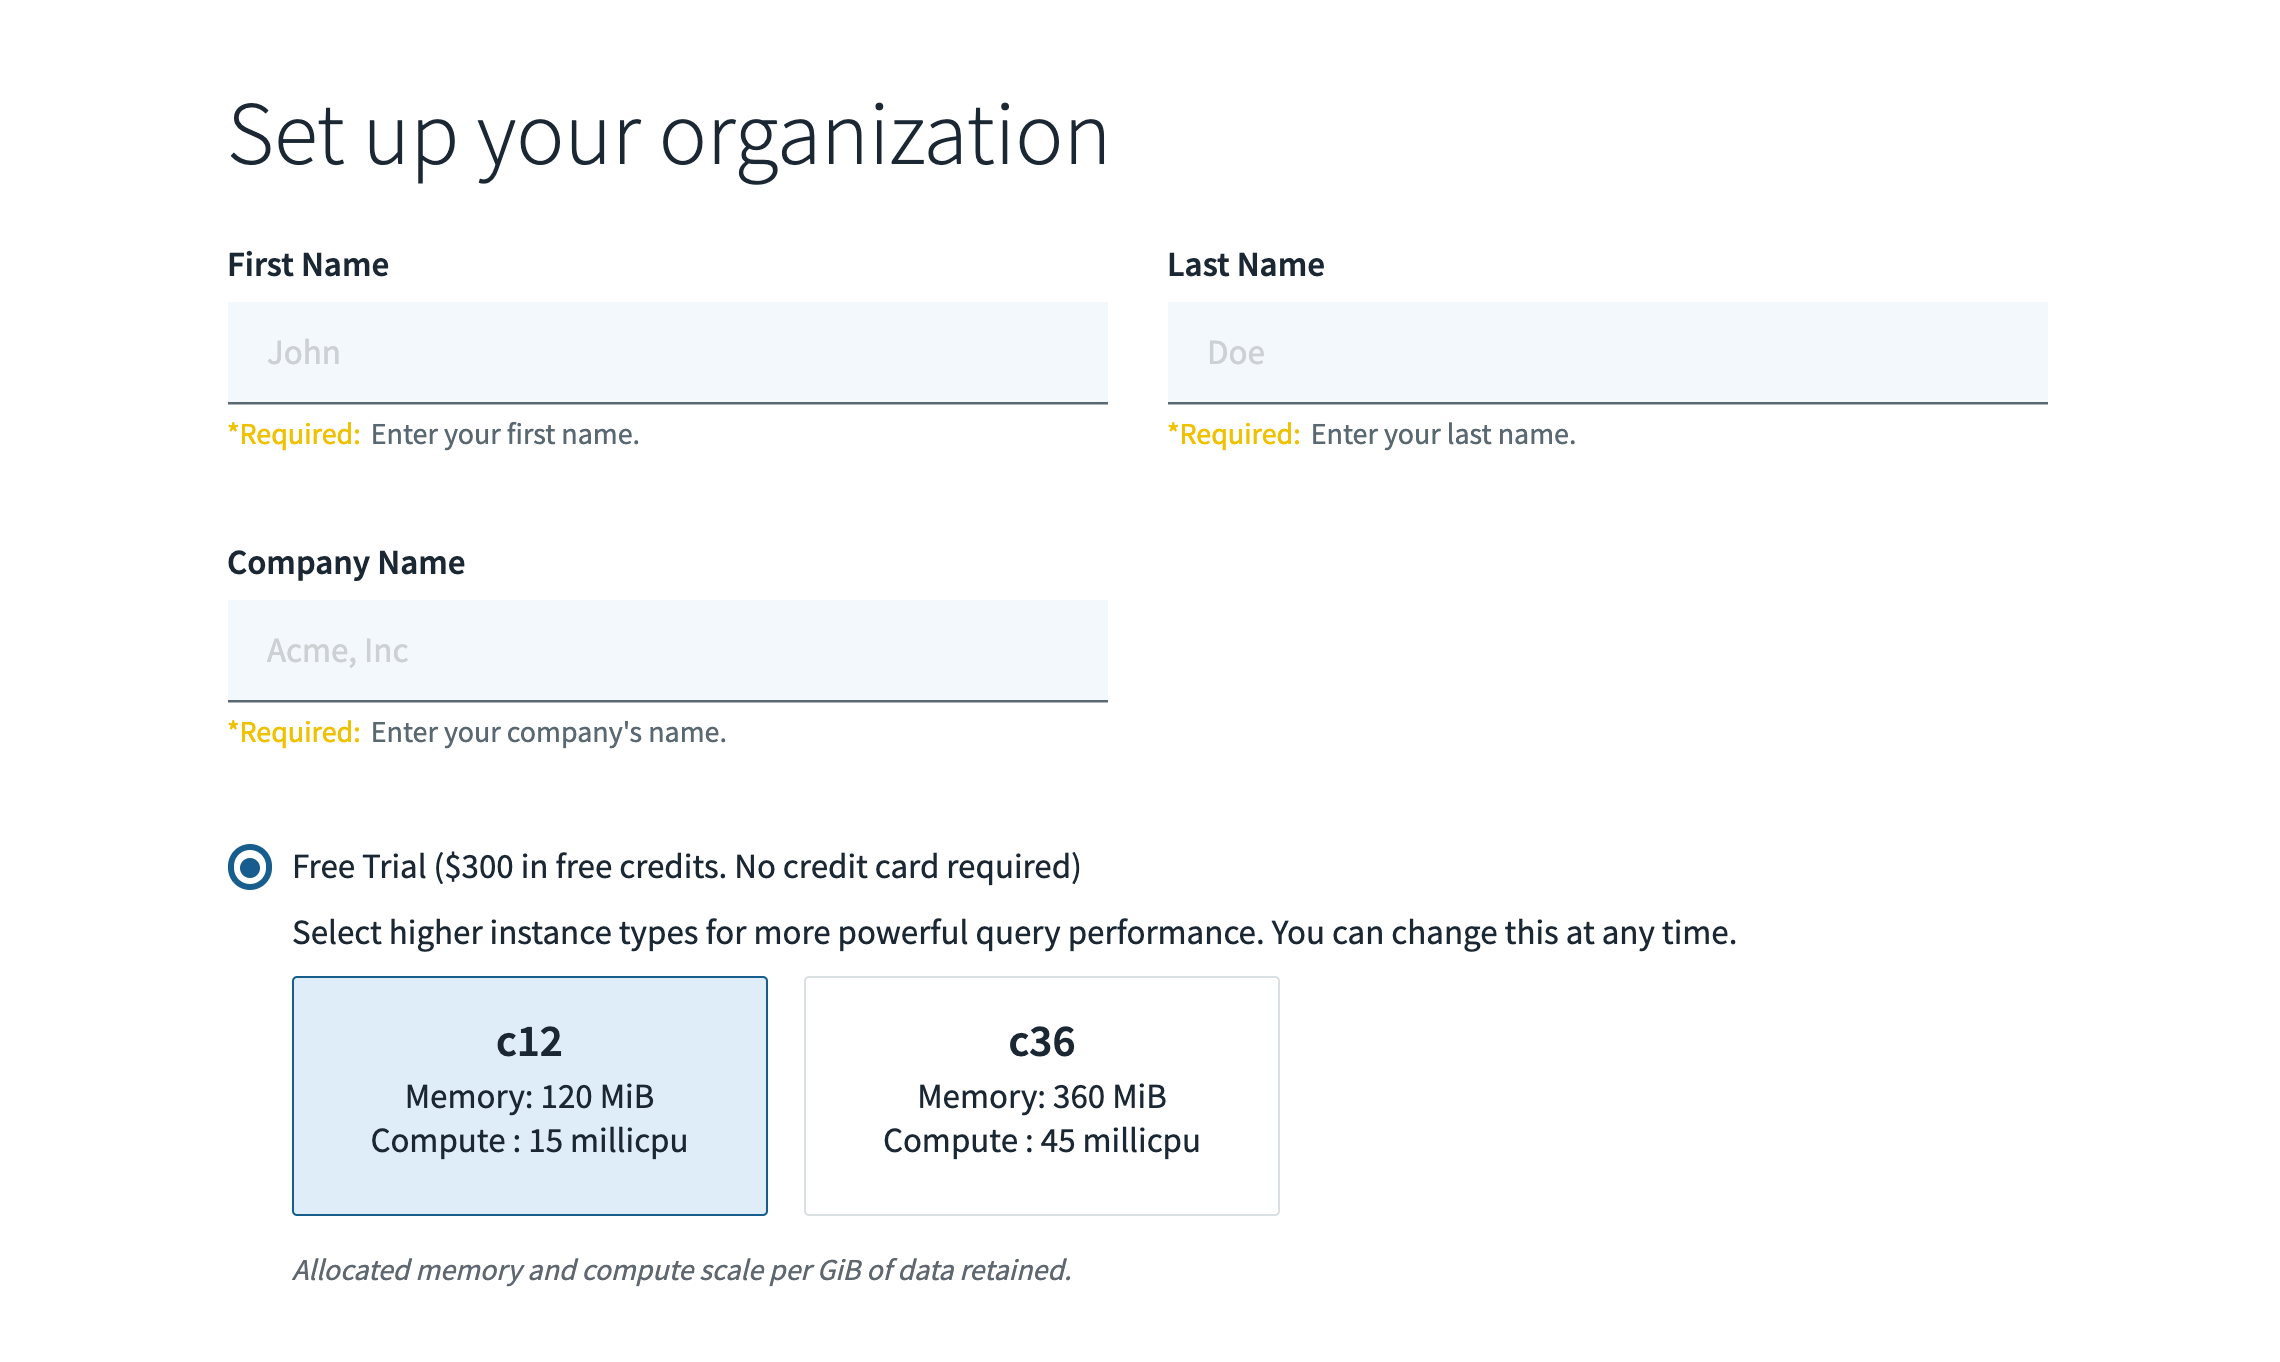 Set up your organization
First Name
Last Name
John
Doe
*Required: Enter your first name.
*Required: Enter your last name.
Company Name
Acme, Inc
*Required: Enter your company's name.
Free Trial ($300 in free credits. No credit card required)
Select higher instance types for more powerful query performance. You can change this at any time.
c12
Memory: 120 MiB
Compute : 15 millicpu
c36
Memory: 360 MiB
Compute : 45 millicpu
Allocated memory and compute scale per GiB of data retained.